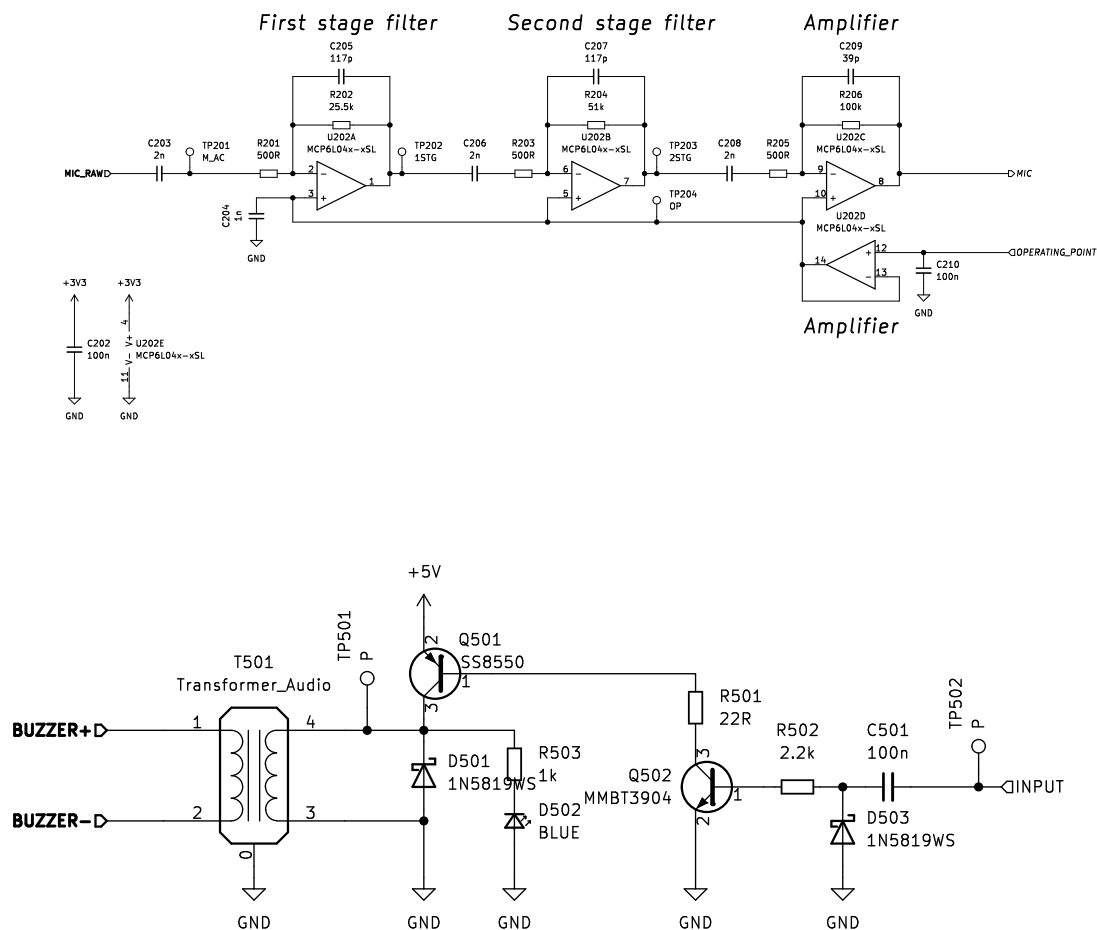 First stage filter
Second stage filter
Amplifier
C205
117p
R202
25.5k
U202A
MCP6L04x-xSL
C207
117p
R204
51k
U202B
MCP6L04x-xSL
C209
39p
R206
100k
U202C
MCP6L04x-xSL
MIC_RAW
C203
2n
TP201
M_AC
R201
500R
2
3
1
TP202
1STG
C206
2n
R203
500R
6
5
7
TP203
2STG
C208
2n
R205
500R
9
10
8
MIC
C204
1n
GND
TP204
OP
U202D
MCP6L04x-xSL
14
12
13
OPERATING_POINT
C210
100n
GND
Amplifier
+3V3
+3V3
C202
100n
4
V+
V-
11
U202E
MCP6L04x-xSL
GND
GND
+5V
TP501
P
2
Q501
SS8550
1
3
T501
Transformer_Audio
BUZZER+
1
4
BUZZER-
2
3
0
GND
D501
1N5819WS
GND
R503
1k
D502
BLUE
GND
R501
22R
Q502
MMBT3904
3
1
2
GND
R502
2.2k
C501
100n
TP502
P
INPUT
D503
1N5819WS
GND